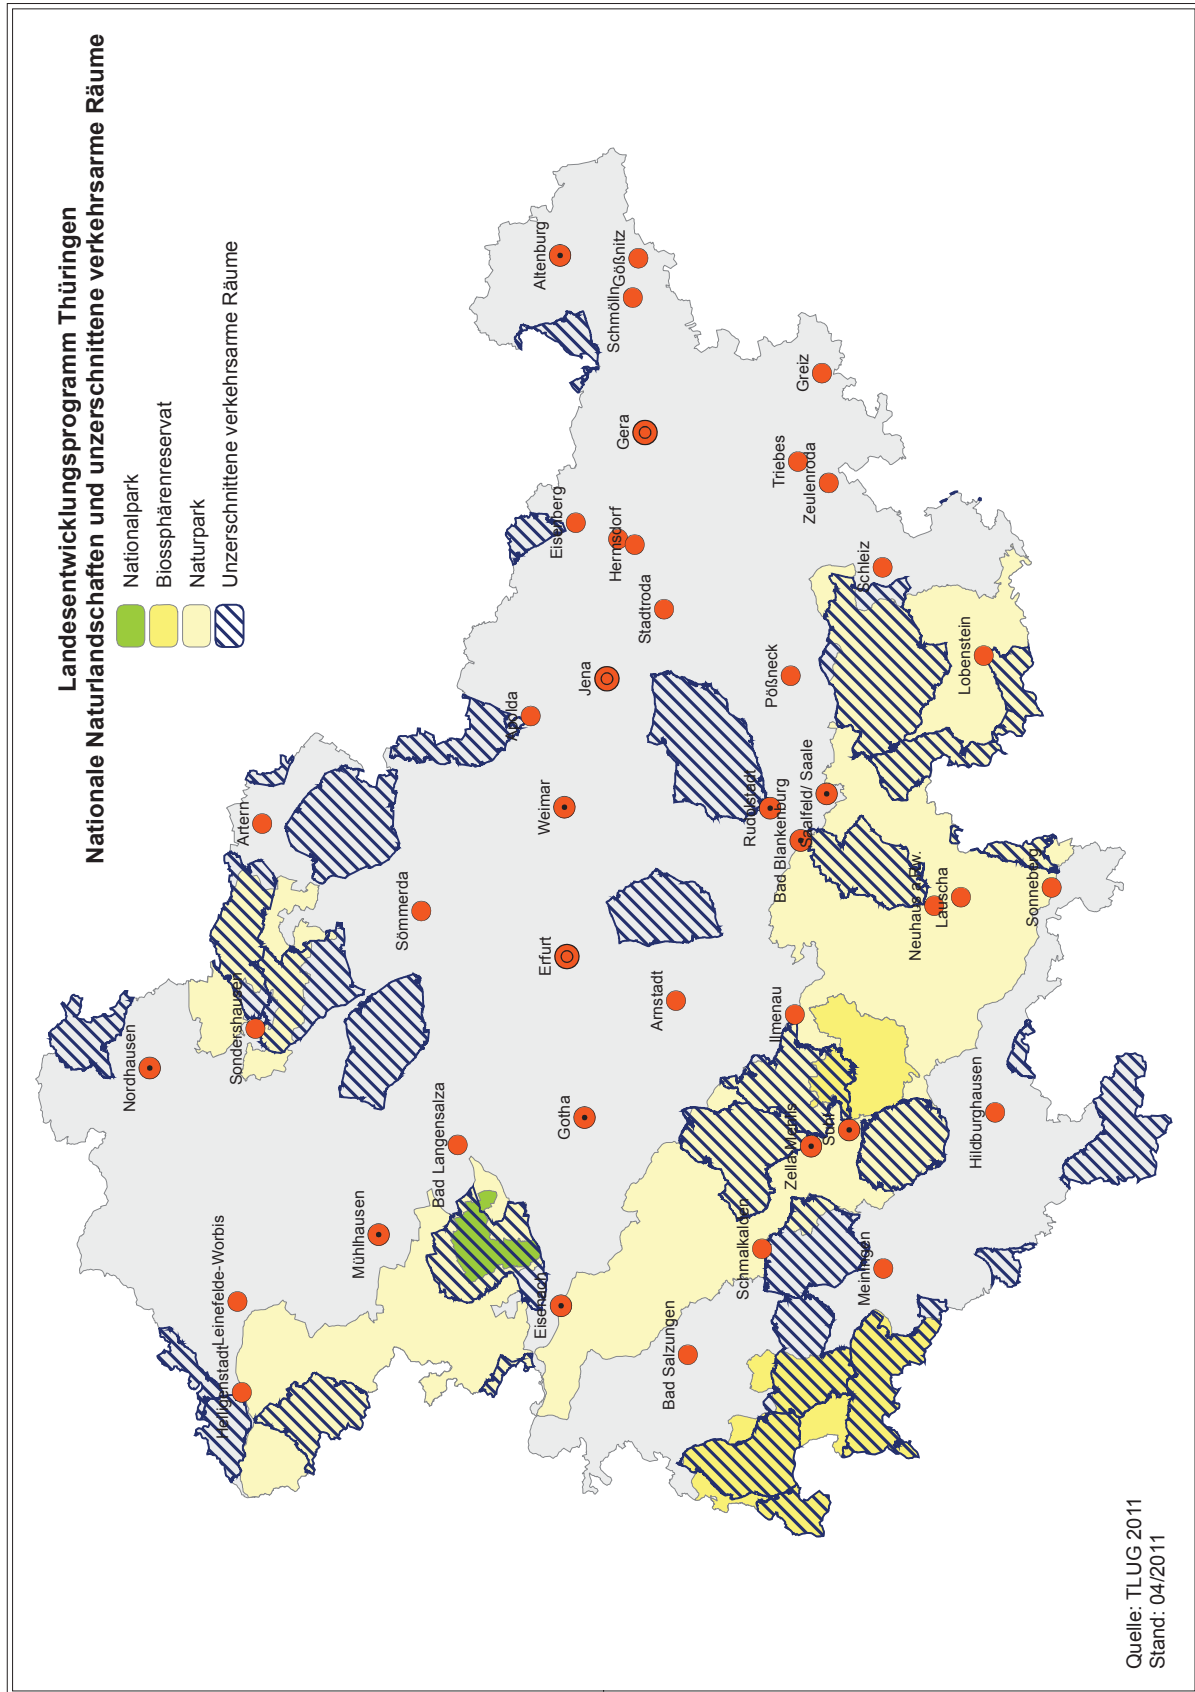 Landesentwicklungsprogramm Thüringen
Nationale Naturlandschaften und unzerschnittene verkehrsarme Räume
Nationalpark
Biossphärenreservat
Naturpark
Unzerschnittene verkehrsarme Räume
Nordhausen
Heiligenstadt
Leinefelde-Worbis
Sondershausen
Artern
Mühlhausen
Sömmerda
Bad Langensalza
Apolda
Eisenberg
Altenburg
Eisenach
Gotha
Erfurt
Weimar
Jena
Hermsdorf
Gera
Schmölln
Gößnitz
Bad Salzungen
Arnstadt
Stadtroda
Schmalkalden
Zella-Mehlis
Ilmenau
Bad Blankenburg
Rudolstadt
Saalfeld/ Saale
Pößneck
Triebes
Zeulenroda
Greiz
Meiningen
Suhl
Schleiz
Neuhaus a.Rw.
Lauscha
Lobenstein
Hildburghausen
Sonneberg
Quelle: TLUG 2011
Stand: 04/2011